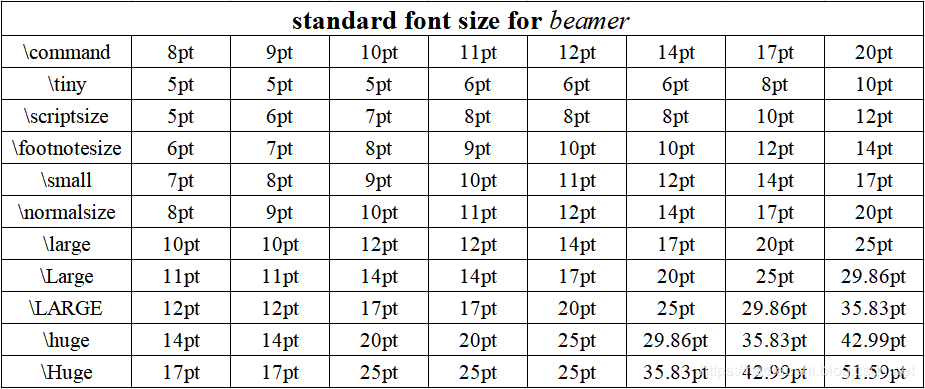 standard font size for beamer
\command 8pt 9pt 10pt 11pt 12pt 14pt 17pt 20pt
\tiny 5pt 5pt 5pt 6pt 6pt 6pt 8pt 10pt
\scriptsize 5pt 6pt 7pt 8pt 8pt 8pt 10pt 12pt
\footnotesize 6pt 7pt 8pt 9pt 10pt 10pt 12pt 14pt
\small 7pt 8pt 9pt 10pt 11pt 12pt 14pt 17pt
\normalsize 8pt 9pt 10pt 11pt 12pt 14pt 17pt 20pt
\large 10pt 10pt 12pt 12pt 14pt 17pt 20pt 25pt
\Large 11pt 11pt 14pt 14pt 17pt 20pt 25pt 29.86pt
\LARGE 12pt 12pt 17pt 17pt 20pt 25pt 29.86pt 35.83pt
\huge 14pt 14pt 20pt 20pt 25pt 29.86pt 35.83pt 42.99pt
\Huge 17pt 17pt 25pt 25pt 25pt 35.83pt 42.99pt 51.59pt